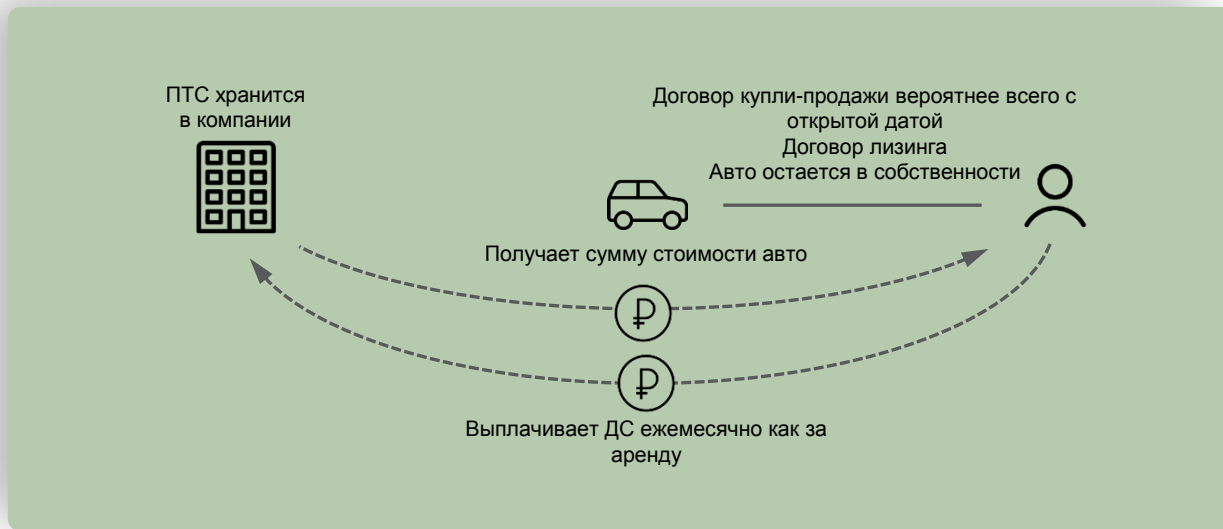 ПТС хранится
в компании
Договор купли-продажи вероятнее всего с
открытой датой
Договор лизинга
Авто остается в собственности
Получает сумму стоимости авто
Выплачивает ДС ежемесячно как за
аренду